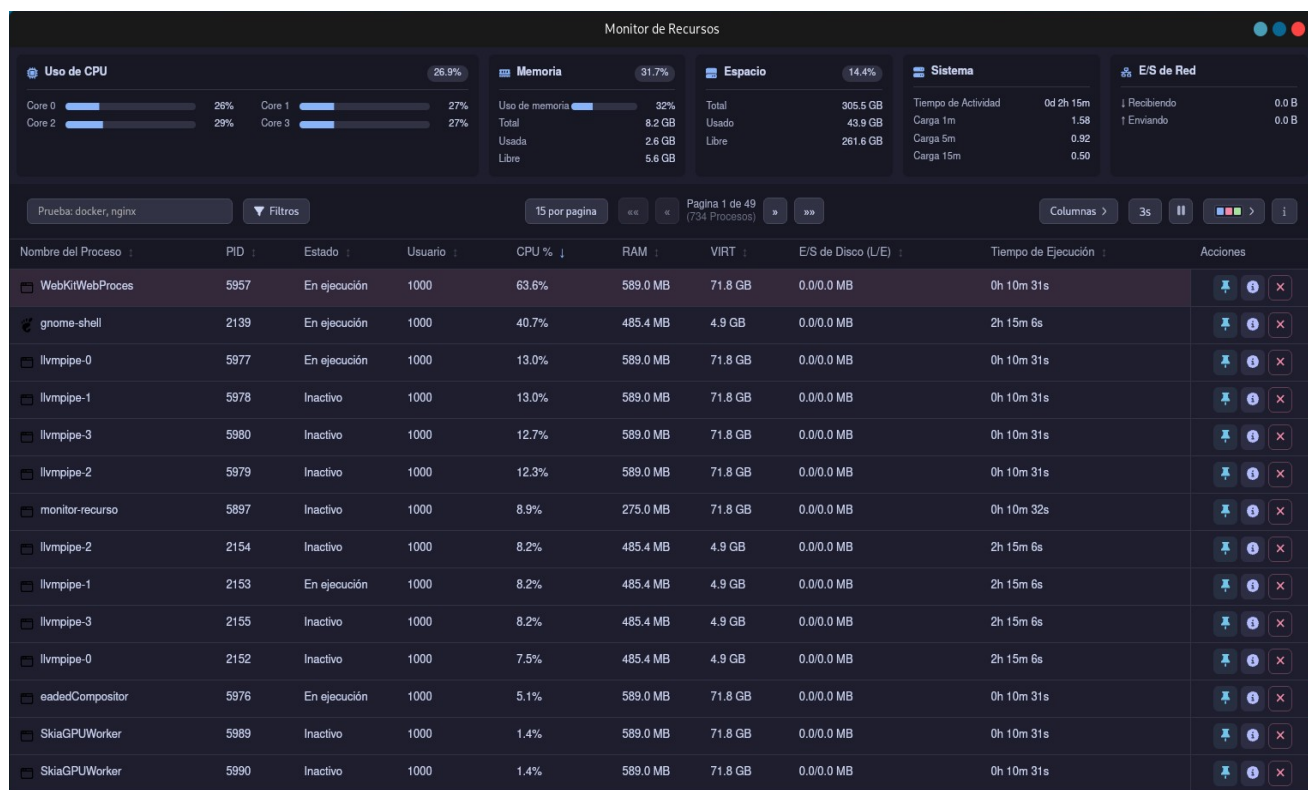 Monitor de Recursos
Uso de CPU 26.9%
Core 0 26% Core 1 27%
Core 2 29% Core 3 27%
Memoria 31.7%
Uso de memoria 32%
Total 8.2 GB
Usada 2.6 GB
Libre 5.6 GB
Espacio 14.4%
Total 305.5 GB
Usado 43.9 GB
Libre 261.6 GB
Sistema
Tiempo de Actividad 0d 2h 15m
Carga 1m 1.58
Carga 5m 0.92
Carga 15m 0.50
E/S de Red
↓ Recibiendo 0.0 B
↑ Enviando 0.0 B
Prueba: docker, nginx Filtros 15 por pagina «« « Pagina 1 de 49 » »» Columnas > 3s > i
(734 Procesos)
Nombre del Proceso ↕ PID ↕ Estado ↕ Usuario ↕ CPU % ↓ RAM ↕ VIRT ↕ E/S de Disco (L/E) ↕ Tiempo de Ejecución ↕ Acciones
WebKitWebProces 5957 En ejecución 1000 63.6% 589.0 MB 71.8 GB 0.0/0.0 MB 0h 10m 31s
gnome-shell 2139 En ejecución 1000 40.7% 485.4 MB 4.9 GB 0.0/0.0 MB 2h 15m 6s
llvmpipe-0 5977 En ejecución 1000 13.0% 589.0 MB 71.8 GB 0.0/0.0 MB 0h 10m 31s
llvmpipe-1 5978 Inactivo 1000 13.0% 589.0 MB 71.8 GB 0.0/0.0 MB 0h 10m 31s
llvmpipe-3 5980 Inactivo 1000 12.7% 589.0 MB 71.8 GB 0.0/0.0 MB 0h 10m 31s
llvmpipe-2 5979 Inactivo 1000 12.3% 589.0 MB 71.8 GB 0.0/0.0 MB 0h 10m 31s
monitor-recurso 5897 Inactivo 1000 8.9% 275.0 MB 71.8 GB 0.0/0.0 MB 0h 10m 32s
llvmpipe-2 2154 Inactivo 1000 8.2% 485.4 MB 4.9 GB 0.0/0.0 MB 2h 15m 6s
llvmpipe-1 2153 En ejecución 1000 8.2% 485.4 MB 4.9 GB 0.0/0.0 MB 2h 15m 6s
llvmpipe-3 2155 Inactivo 1000 8.2% 485.4 MB 4.9 GB 0.0/0.0 MB 2h 15m 6s
llvmpipe-0 2152 Inactivo 1000 7.5% 485.4 MB 4.9 GB 0.0/0.0 MB 2h 15m 6s
eadedCompositor 5976 En ejecución 1000 5.1% 589.0 MB 71.8 GB 0.0/0.0 MB 0h 10m 31s
SkiaGPUWorker 5989 Inactivo 1000 1.4% 589.0 MB 71.8 GB 0.0/0.0 MB 0h 10m 31s
SkiaGPUWorker 5990 Inactivo 1000 1.4% 589.0 MB 71.8 GB 0.0/0.0 MB 0h 10m 31s